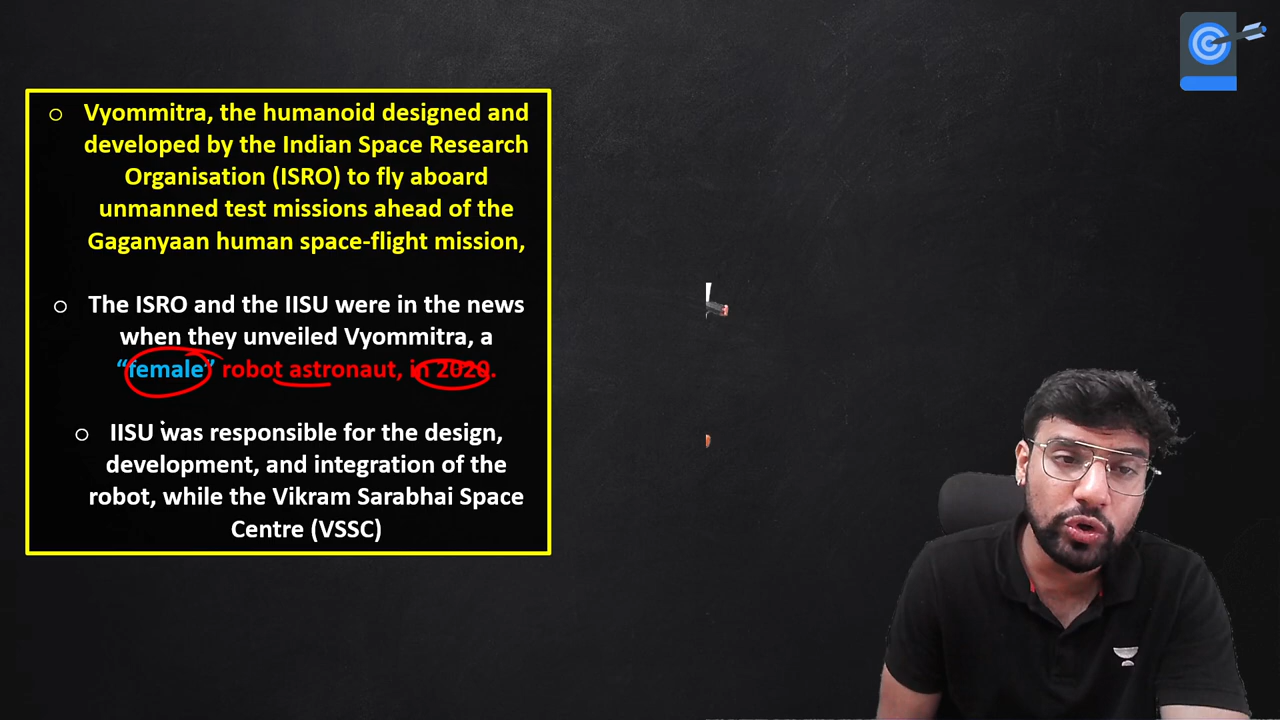 Vyommitra, the humanoid designed and
developed by the Indian Space Research
Organisation (ISRO) to fly aboard
unmanned test missions ahead of the
Gaganyaan human space-flight mission,
The ISRO and the IISU were in the news
when they unveiled Vyommitra, a
“female” robot astronaut, in 2020.
IISU was responsible for the design,
development, and integration of the
robot, while the Vikram Sarabhai Space
Centre (VSSC)